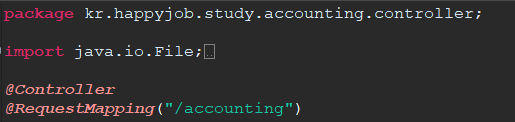 package kr.happyjob.study.accounting.controller;
import java.io.File;
@Controller
@RequestMapping("/accounting")